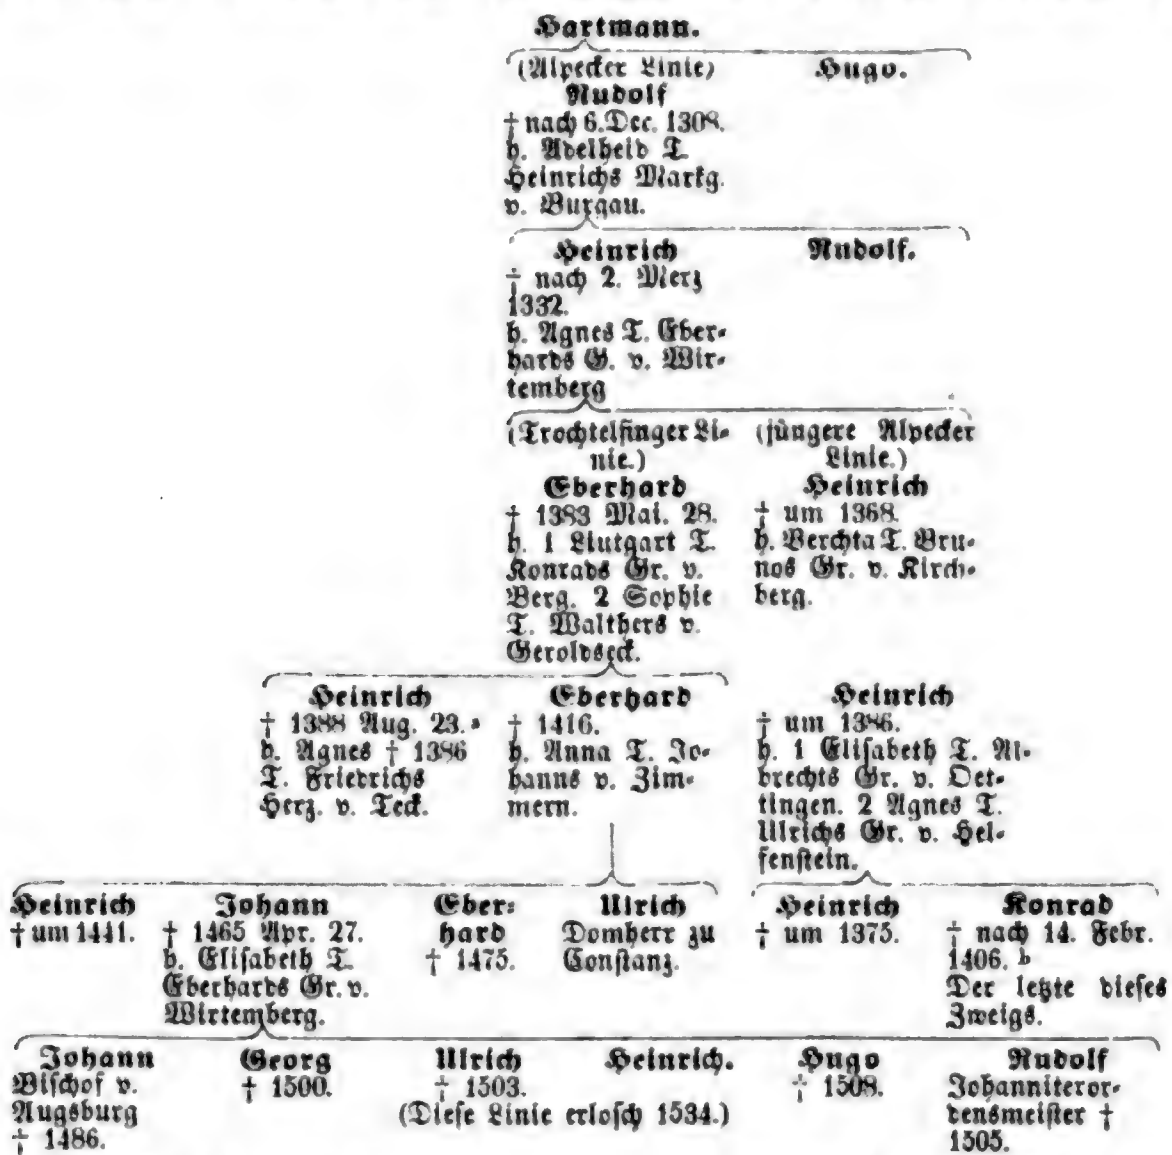 Hartmann.
(Alpecker Linie) Hugo.
Rudolf
† nach 6. Dec. 1308.
h. Adelheid T.
Heinrichs Markg.
v. Burgau.
Heinrich Rudolf.
† nach 2. Merz
1332.
h. Agnes T. Eber-
hards G. v. Wir-
temberg
(Trochtelfinger Li-
nie.)
Eberhard
† 1383 Mai. 28.
h. 1 Liutgart T.
Konrads Gr. v.
Berg. 2 Sophie
T. Walthers v.
Geroldseck.
(jüngere Alpecker
Linie.)
Heinrich
† um 1368.
h. Berchta T. Bru-
nos Gr. v. Kirch-
berg.
Heinrich
† 1388 Aug. 23. a
h. Agnes † 1386
T. Friedrichs
Herz. v. Teck.
Eberhard
† 1416.
h. Anna T. Jo-
hanns v. Zim-
mern.
Heinrich
† um 1386.
h. 1 Elisabeth T. Al-
brechts Gr. v. Oet-
tingen. 2 Agnes T.
Ulrichs Gr. v. Hel-
fenstein.
Heinrich
† um 1441.
Johann
† 1465 Apr. 27.
h. Elisabeth T.
Eberhards Gr. v.
Wirtemberg.
Eber-
hard
† 1475.
Ulrich
Domherr zu
Constanz.
Heinrich
† um 1375.
Konrad
† nach 14. Febr.
1406. b
Der letzte dieses
Zweigs.
Johann
Bischof v.
Augsburg
† 1486.
Georg
† 1500.
Ulrich
† 1503.
Heinrich.
(Diese Linie erlosch 1534.)
Hugo
† 1508.
Rudolf
Johanniteror-
densmeister †
1505.